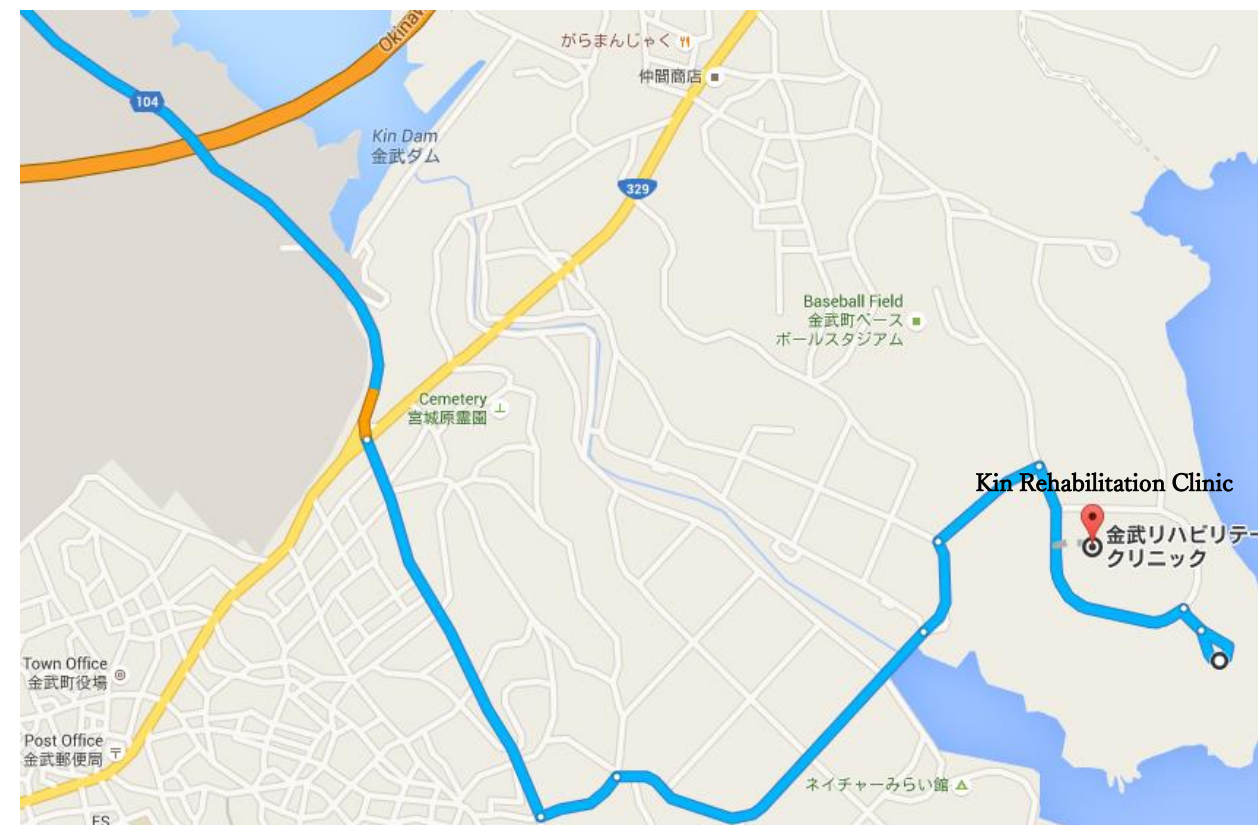 Okinaw
がらまんじゃく
仲間商店
104
Kin Dam
金武ダム
329
Baseball Field
金武町ベース
ボールスタジアム
Cemetery
宮城原霊園
Kin Rehabilitation Clinic
金武リハビリテー
クリニック
Town Office
金武町役場
Post Office
金武郵便局
〒
ネイチャーみらい館
ES